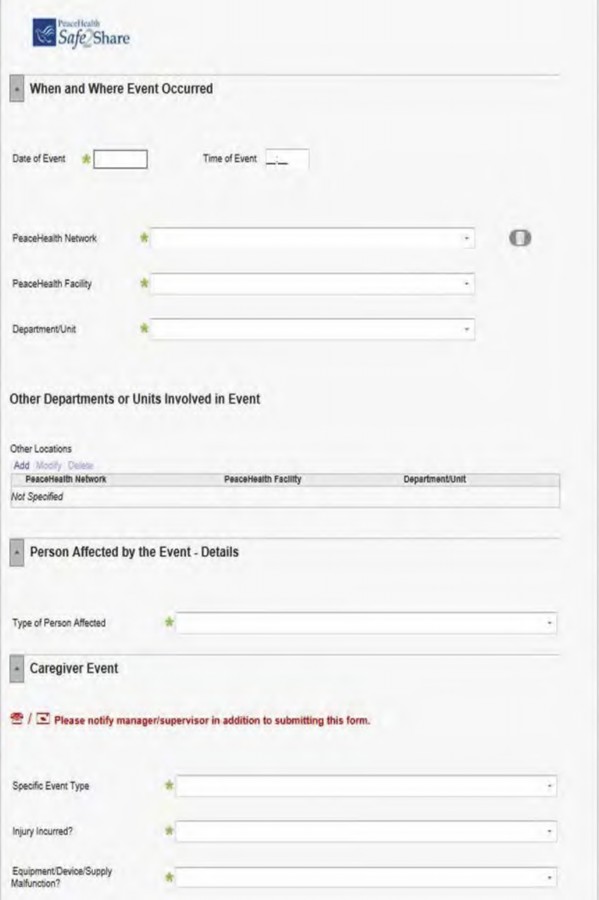 PeaceHealth
Safe2Share
When and Where Event Occurred
Date of Event * Time of Event __:__
PeaceHealth Network *
PeaceHealth Facility *
Department/Unit *
Other Departments or Units Involved in Event
Other Locations
Add Modify Delete
PeaceHealth Network PeaceHealth Facility Department/Unit
Not Specified
Person Affected by the Event - Details
Type of Person Affected *
Caregiver Event
/ Please notify manager/supervisor in addition to submitting this form.
Specific Event Type *
Injury Incurred? *
Equipment/Device/Supply
Malfunction? *